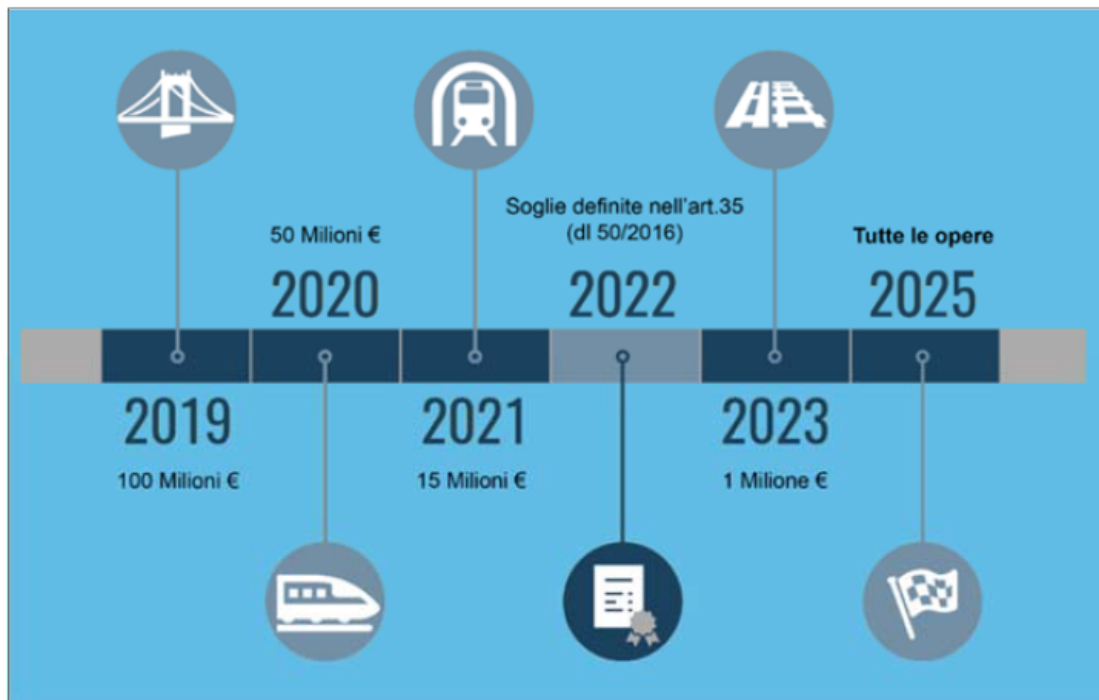 Soglie definite nell'art.35
(dl 50/2016)
50 Milioni €
Tutte le opere
2020
2022
2025
2019
2021
2023
100 Milioni €
15 Milioni €
1 Milione €